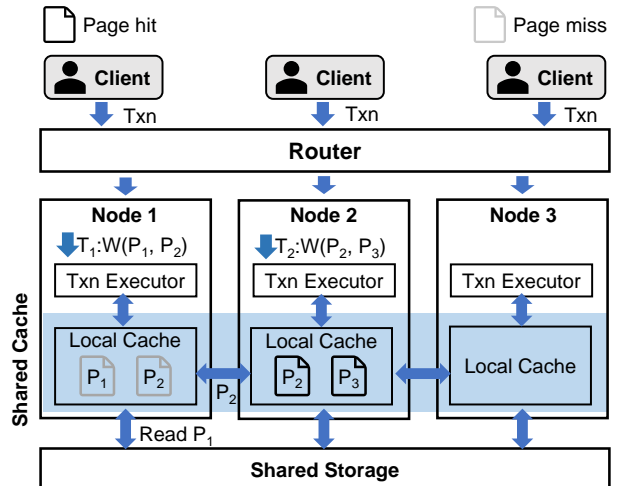 Page hit
Page miss
Client
Client
Client
Txn
Txn
Txn
Router
Node 1
Node 2
Node 3
T1:W(P1, P2)
T2:W(P2, P3)
Txn Executor
Txn Executor
Txn Executor
Shared Cache
Local Cache
Local Cache
Local Cache
P1
P2
P2
P3
P2
Read P1
Shared Storage